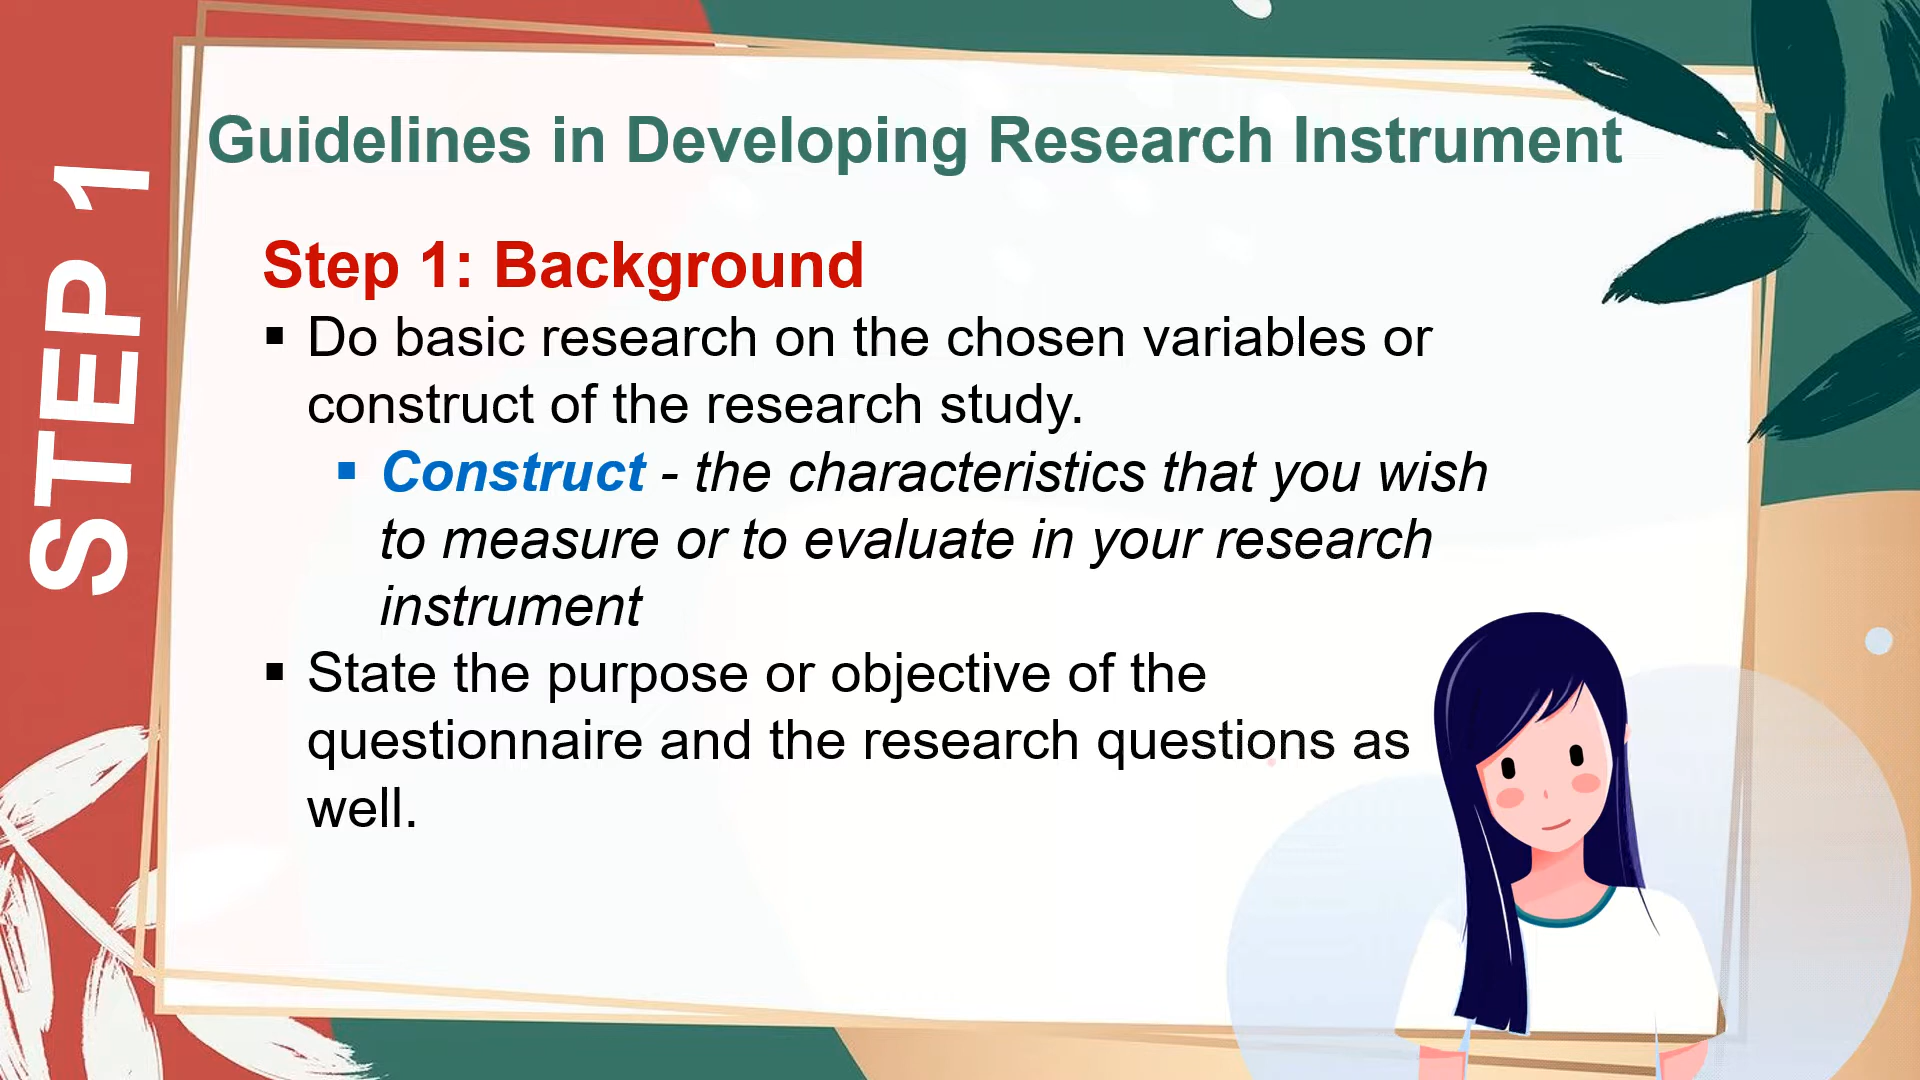 STEP 1
Guidelines in Developing Research Instrument
Step 1: Background
▪ Do basic research on the chosen variables or
construct of the research study.
▪ Construct - the characteristics that you wish
to measure or to evaluate in your research
instrument
▪ State the purpose or objective of the
questionnaire and the research questions as
well.